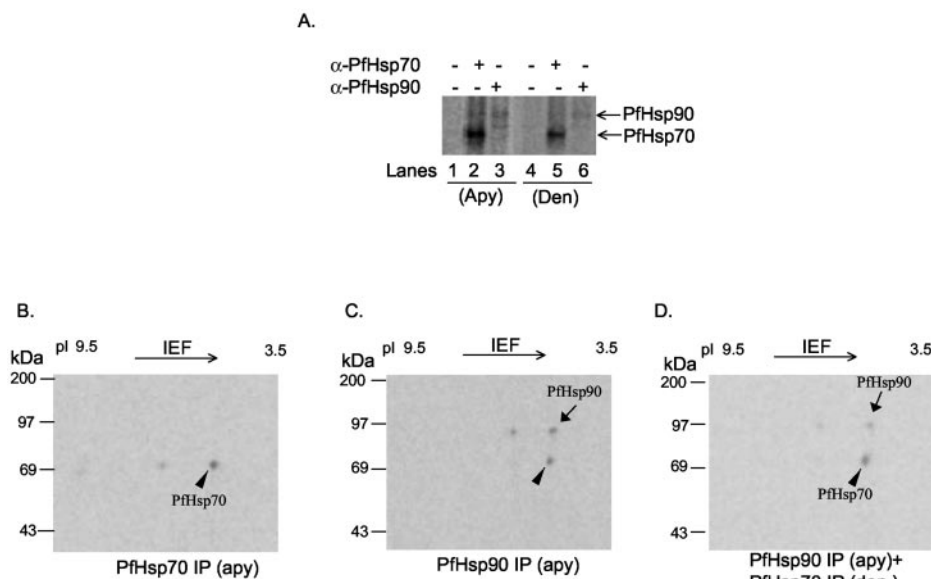 A.
α-PfHsp70 - + - - + -
α-PfHsp90 - - + - - +
PfHsp90
PfHsp70
Lanes 1 2 3 4 5 6
(Apy) (Den)
B.
pI 9.5 IEF 3.5
kDa
200
97
69
43
PfHsp70
PfHsp70 IP (apy)
C.
pI 9.5 IEF 3.5
kDa
200
97
69
43
PfHsp90
PfHsp90 IP (apy)
D.
pI 9.5 IEF 3.5
kDa
200
97
69
43
PfHsp90
PfHsp70
PfHsp90 IP (apy)+